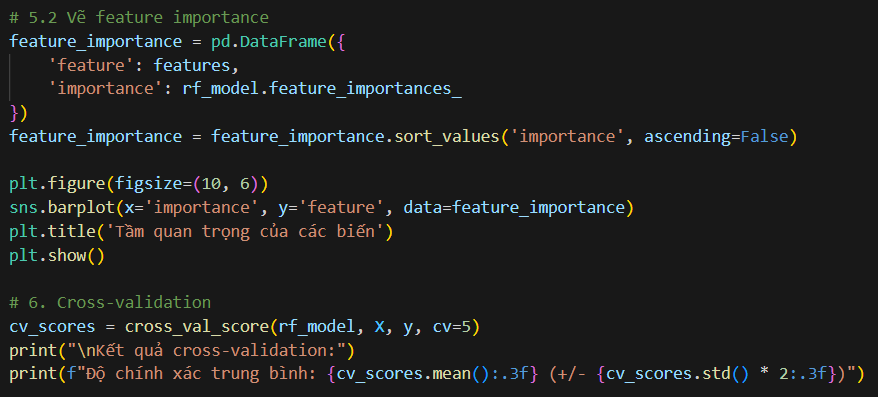 # 5.2 Vẽ feature importance
feature_importance = pd.DataFrame({
    'feature': features,
    'importance': rf_model.feature_importances_
})
feature_importance = feature_importance.sort_values('importance', ascending=False)

plt.figure(figsize=(10, 6))
sns.barplot(x='importance', y='feature', data=feature_importance)
plt.title('Tầm quan trọng của các biến')
plt.show()

# 6. Cross-validation
cv_scores = cross_val_score(rf_model, X, y, cv=5)
print("\nKết quả cross-validation:")
print(f"Độ chính xác trung bình: {cv_scores.mean():.3f} (+/- {cv_scores.std() * 2:.3f})")